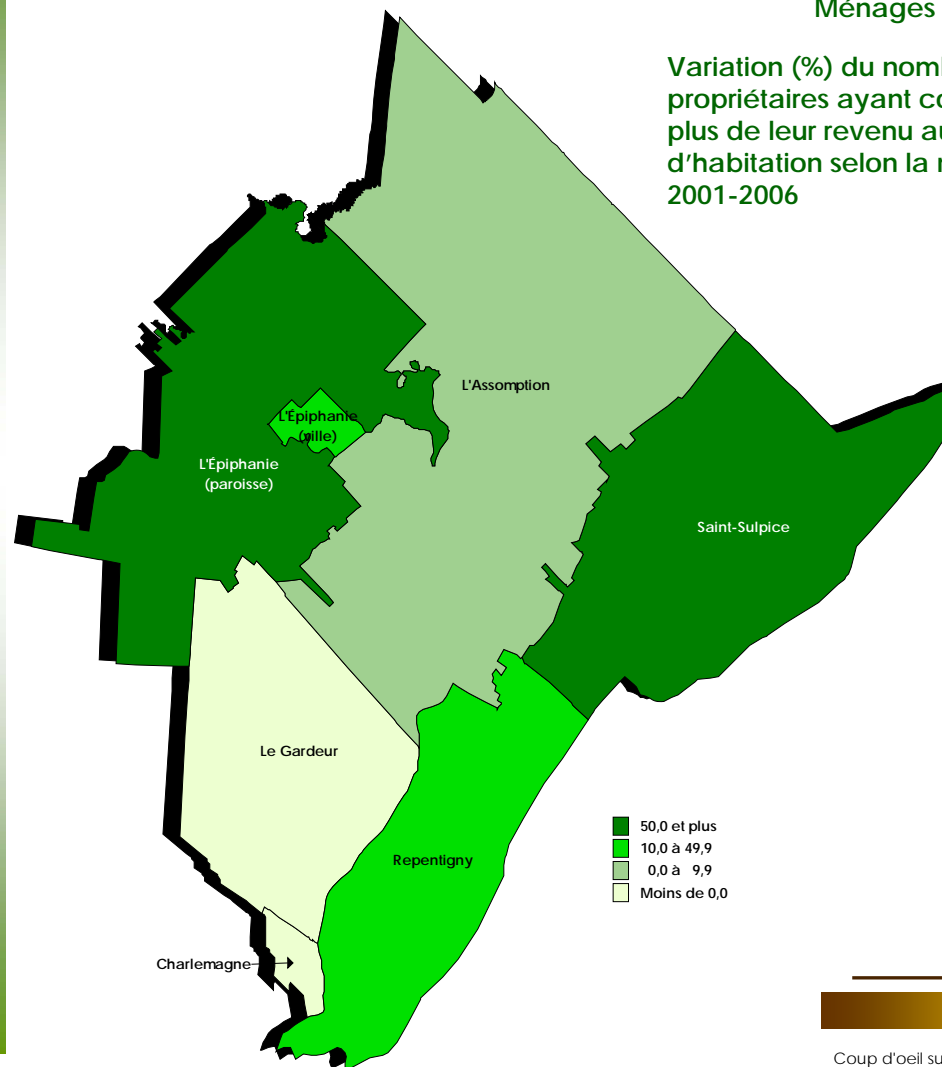 Ménages
Variation (%) du nom
propriétaires ayant co
plus de leur revenu au
d'habitation selon la
2001-2006
L'Assomption
L'Épiphanie
(ville)
L'Épiphanie
(paroisse)
Saint-Sulpice
Le Gardeur
50,0 et plus
10,0 à 49,9
0,0 à 9,9
Moins de 0,0
Repentigny
Charlemagne
Coup d'oeil su